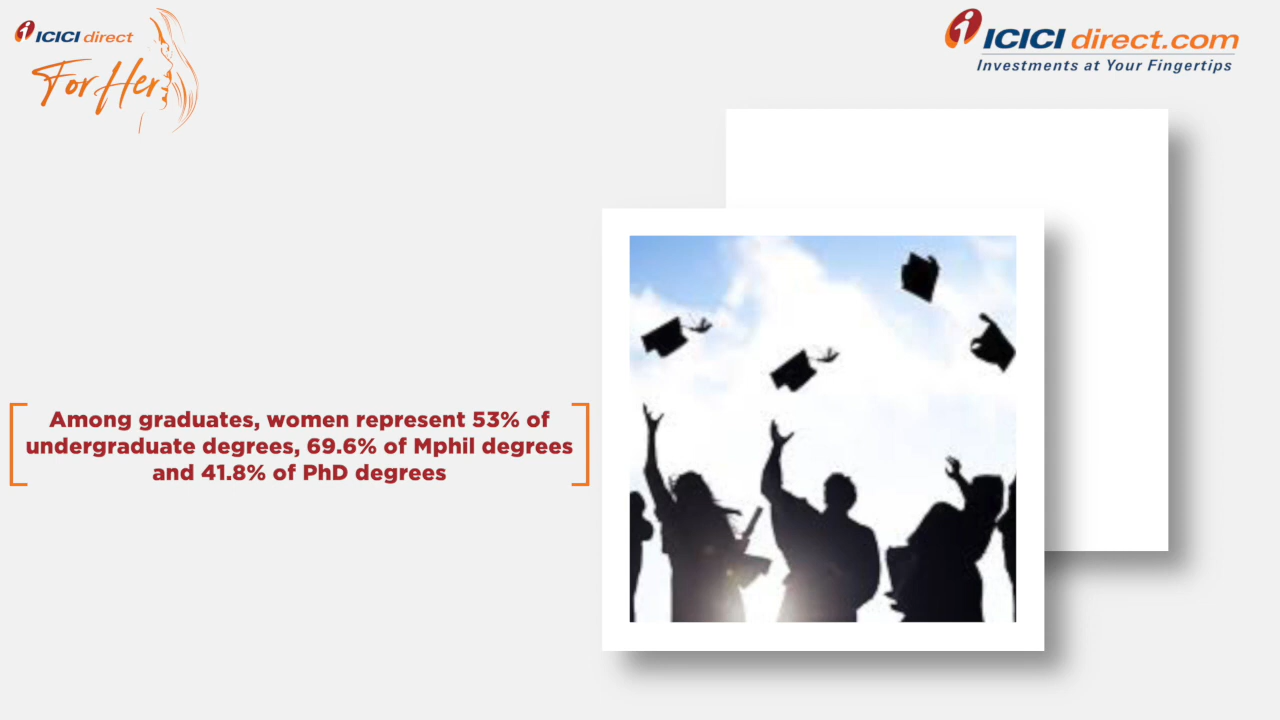 ICICI direct
For Her
ICICI direct.com
Investments at Your Fingertips
Among graduates, women represent 53% of
undergraduate degrees, 69.6% of Mphil degrees
and 41.8% of PhD degrees